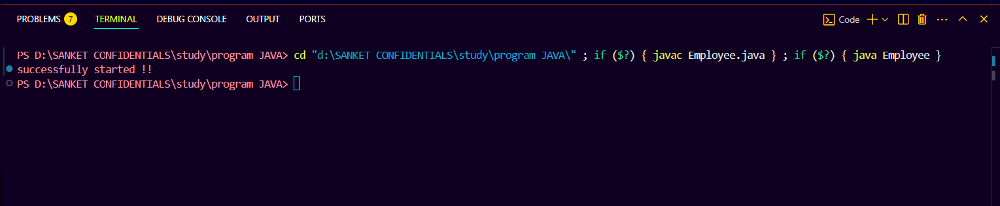 PROBLEMS 7 TERMINAL DEBUG CONSOLE OUTPUT PORTS Code
PS D:\SANKET CONFIDENTIALS\study\program JAVA> cd "d:\SANKET CONFIDENTIALS\study\program JAVA\" ; if ($?) { javac Employee.java } ; if ($?) { java Employee }
successfully started !!
PS D:\SANKET CONFIDENTIALS\study\program JAVA>